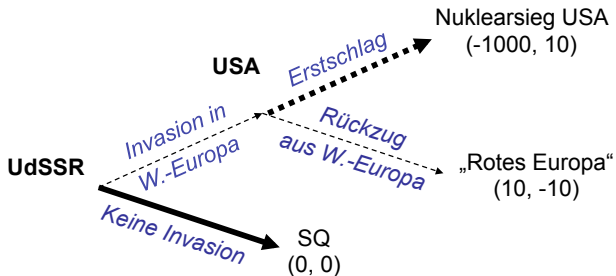 Nuklearsieg USA
(-1000, 10)
USA
Erstschlag
Invasion in
W.-Europa
Rückzug
aus W.-Europa
UdSSR
„Rotes Europa“
(10, -10)
Keine Invasion
SQ
(0, 0)